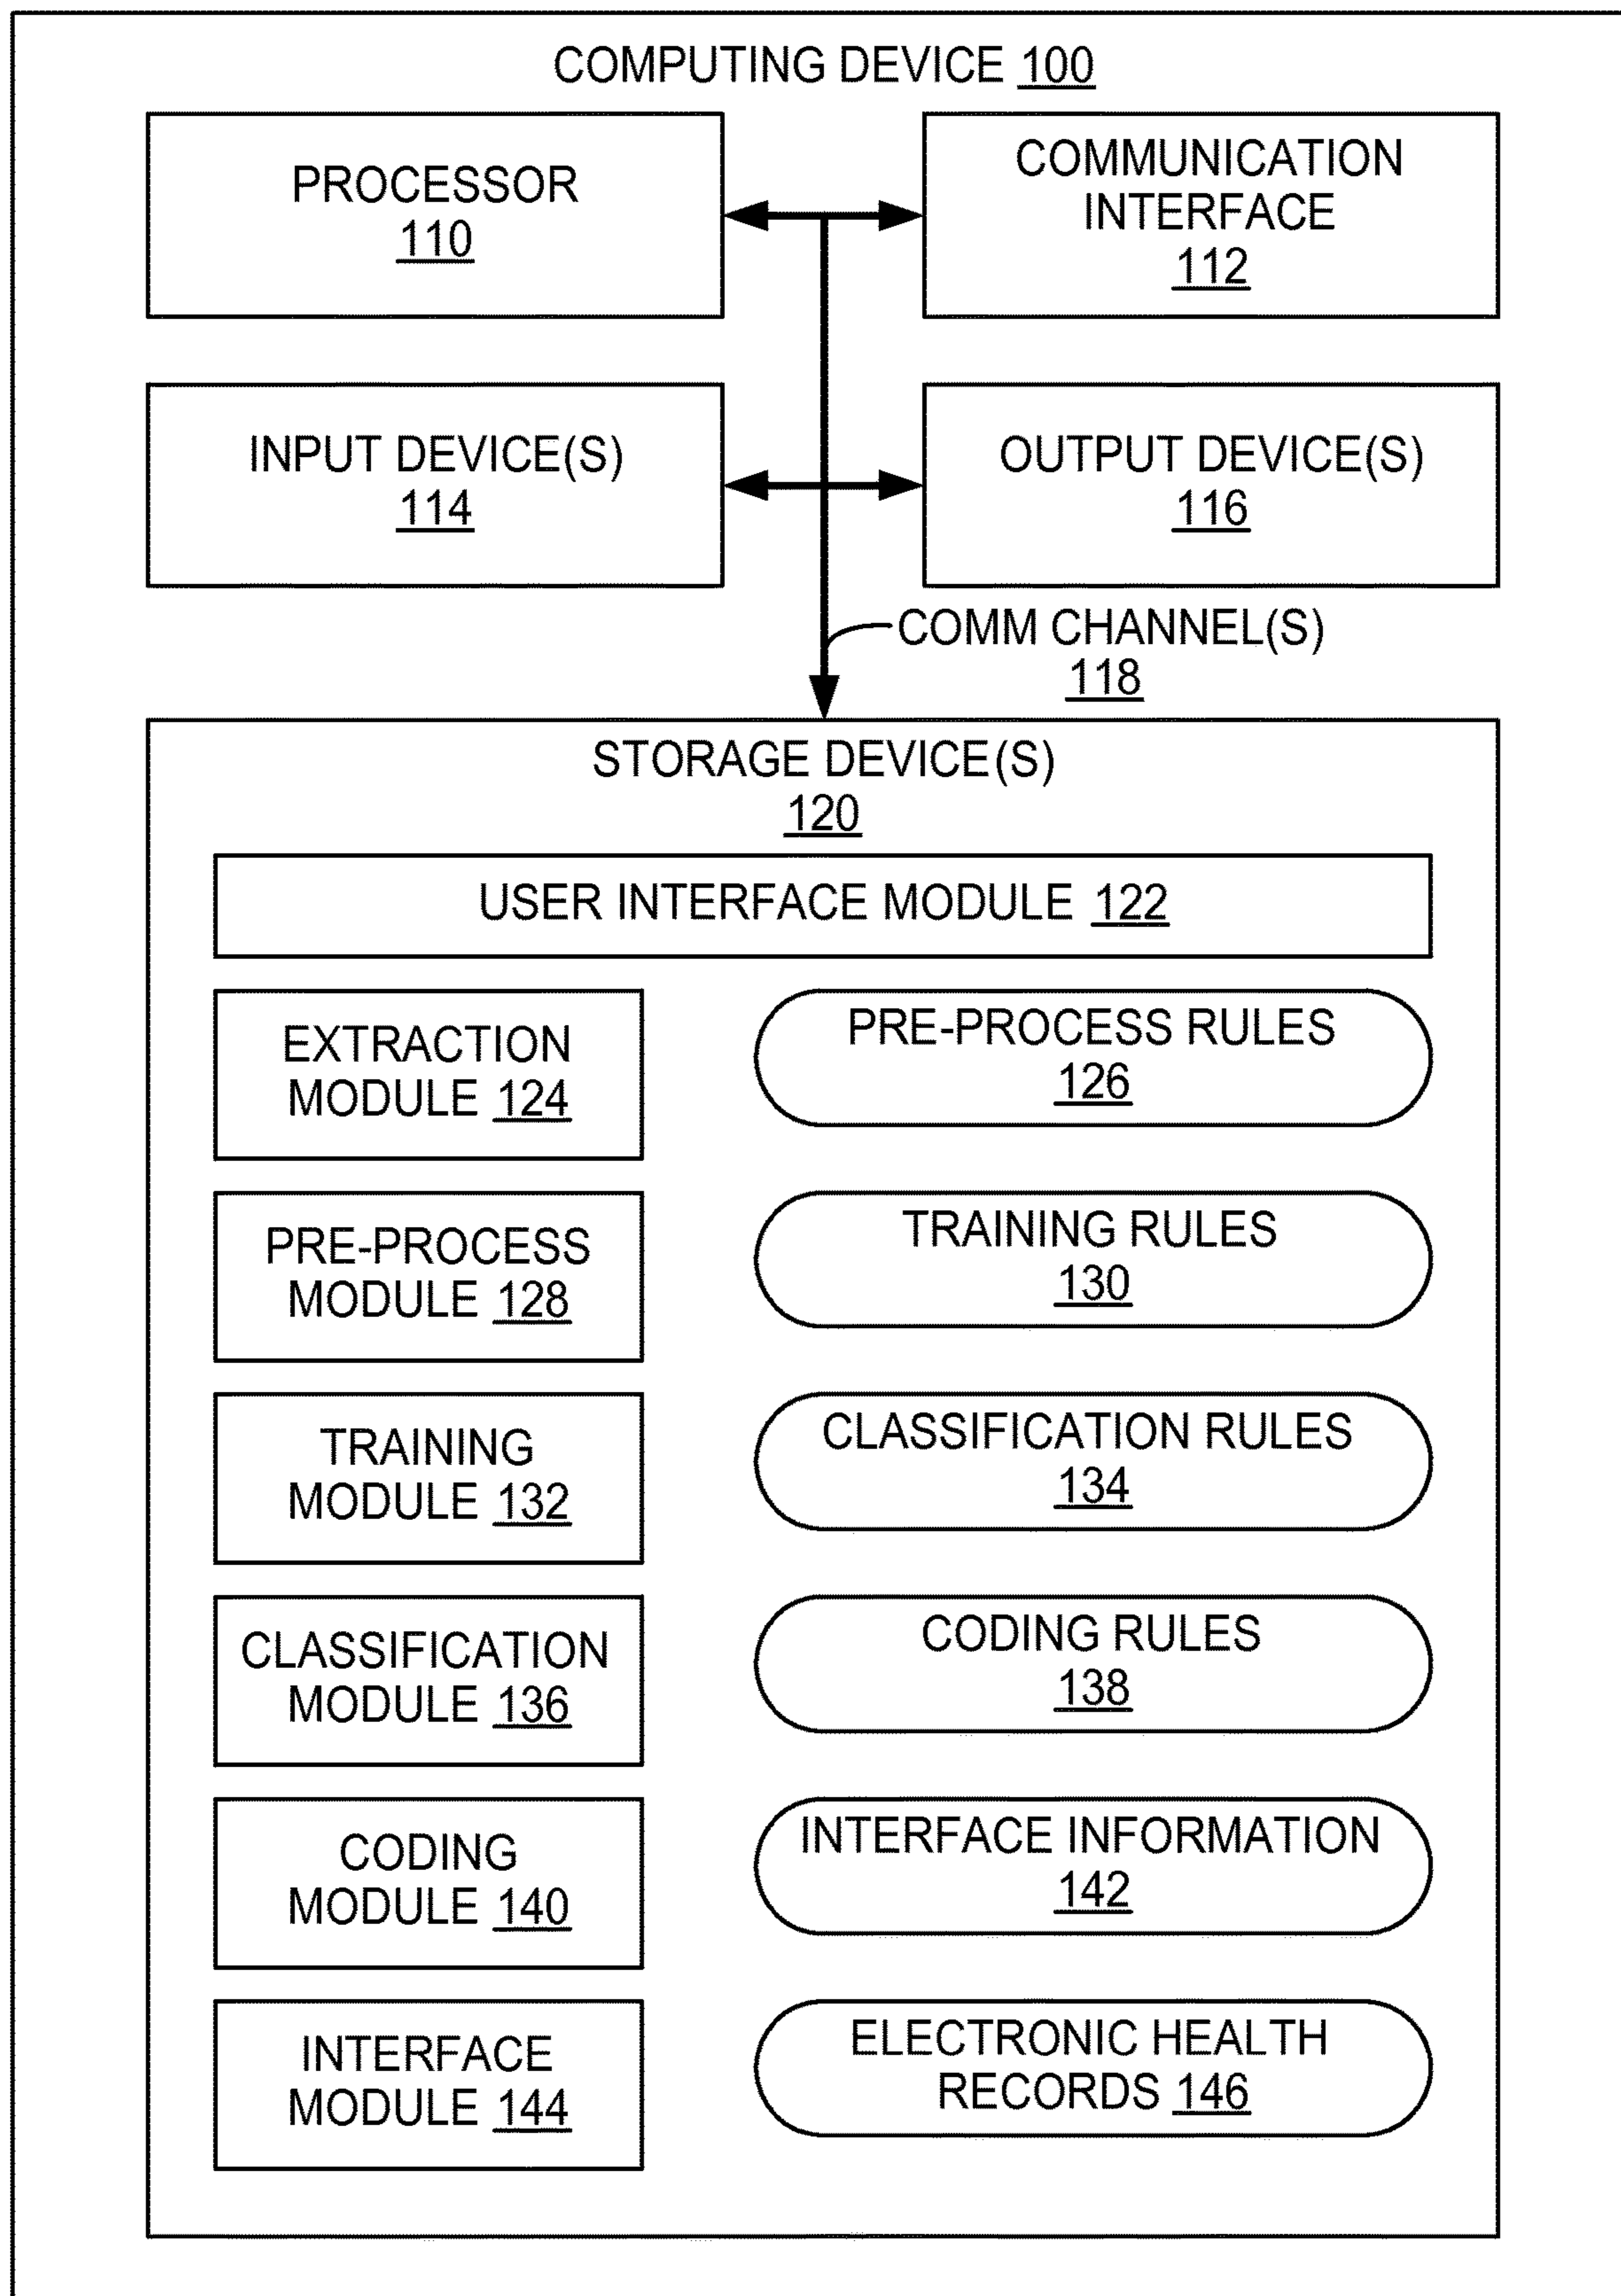 COMPUTING DEVICE 100
PROCESSOR
110
COMMUNICATION
INTERFACE
112
INPUT DEVICE(S)
114
OUTPUT DEVICE(S)
116
COMM CHANNEL(S)
118
STORAGE DEVICE(S)
120
USER INTERFACE MODULE 122
EXTRACTION
MODULE 124
PRE-PROCESS RULES
126
PRE-PROCESS
MODULE 128
TRAINING RULES
130
TRAINING
MODULE 132
CLASSIFICATION RULES
134
CLASSIFICATION
MODULE 136
CODING RULES
138
CODING
MODULE 140
INTERFACE INFORMATION
142
INTERFACE
MODULE 144
ELECTRONIC HEALTH
RECORDS 146